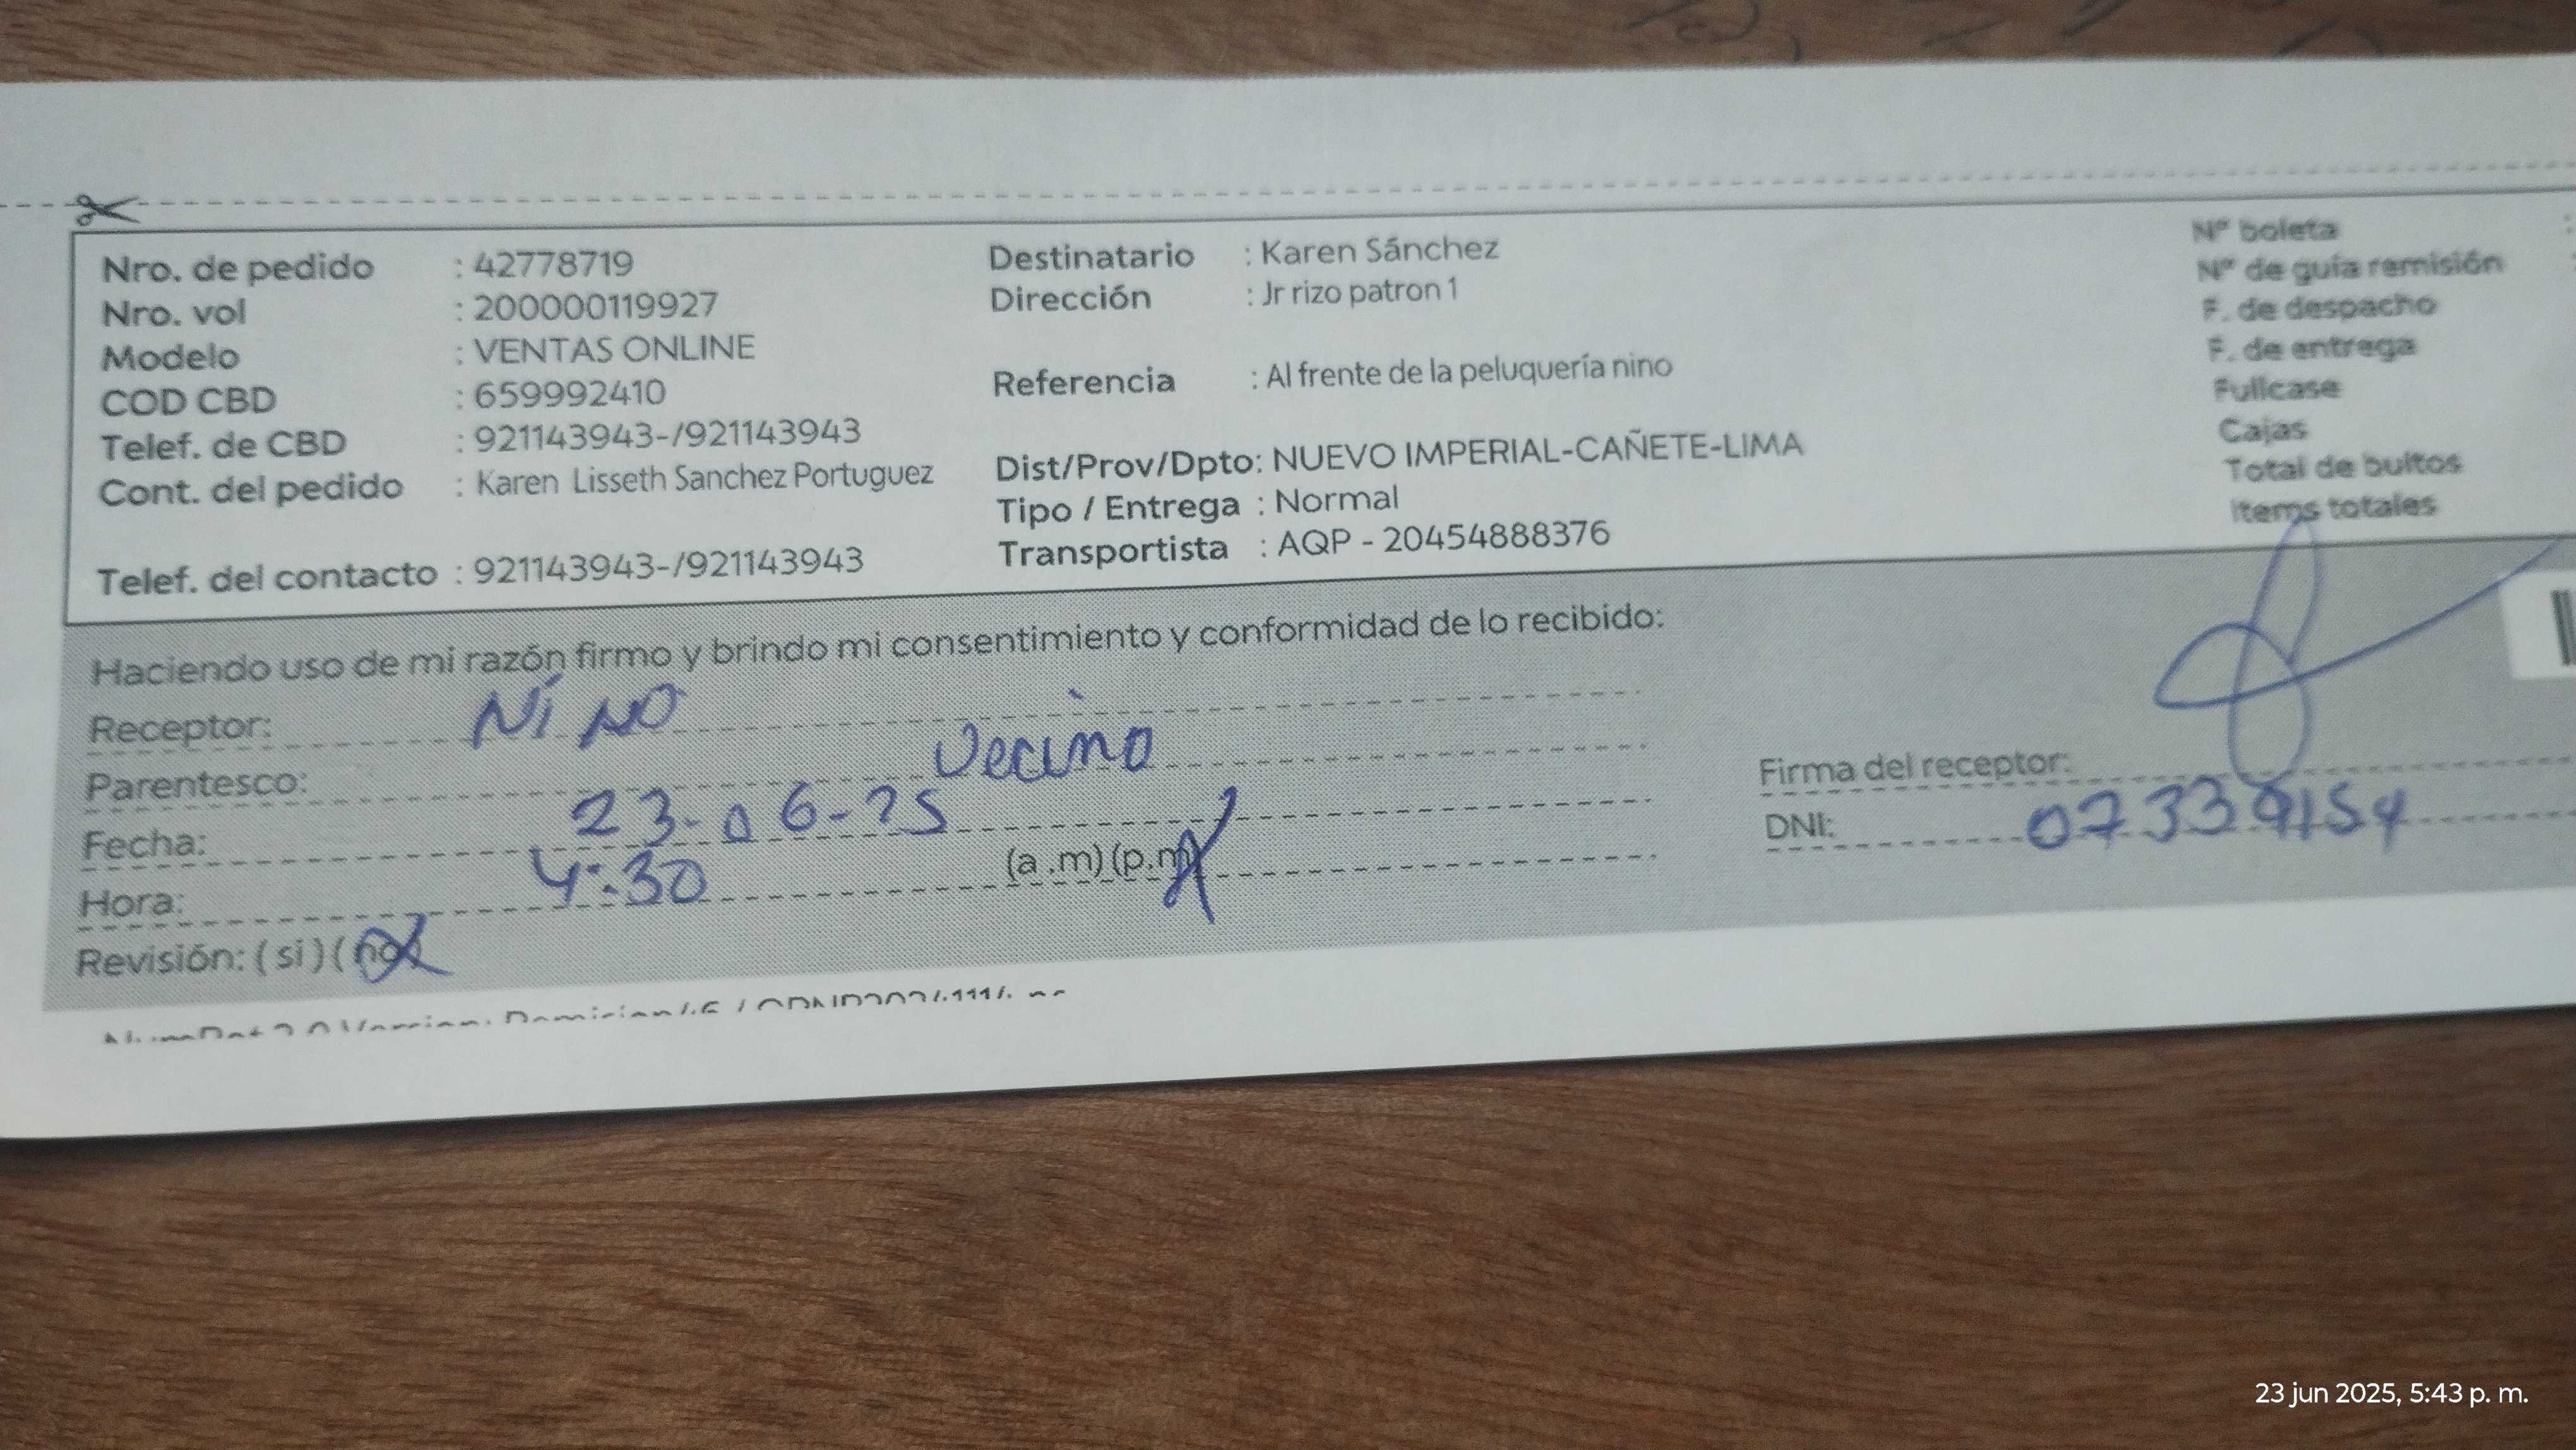 Nro. de pedido : 42778719
Nro. vol : 200000119927
Modelo : VENTAS ONLINE
COD CBD : 659992410
Telef. de CBD : 921143943-/921143943
Cont. del pedido : Karen Lisseth Sanchez Portuguez
Telef. del contacto : 921143943-/921143943
Destinatario : Karen Sánchez
Dirección : Jr rizo patron 1
Referencia : Al frente de la peluquería nino
Dist/Prov/Dpto: NUEVO IMPERIAL-CAÑETE-LIMA
Tipo / Entrega : Normal
Transportista : AQP - 20454888376
Nº boleta
Nº de guía remisión
F. de despacho
F. de entrega
Fullcase
Cajas
Total de bultos
Items totales
Haciendo uso de mi razón firmo y brindo mi consentimiento y conformidad de lo recibido:
Receptor: Nino
Parentesco: Vecino
Fecha: 23-06-25
Hora: 4:30 (a.m) (p.m)
Revisión: (si) (no)
Firma del receptor:
DNI: 07339154
23 jun 2025, 5:43 p. m.